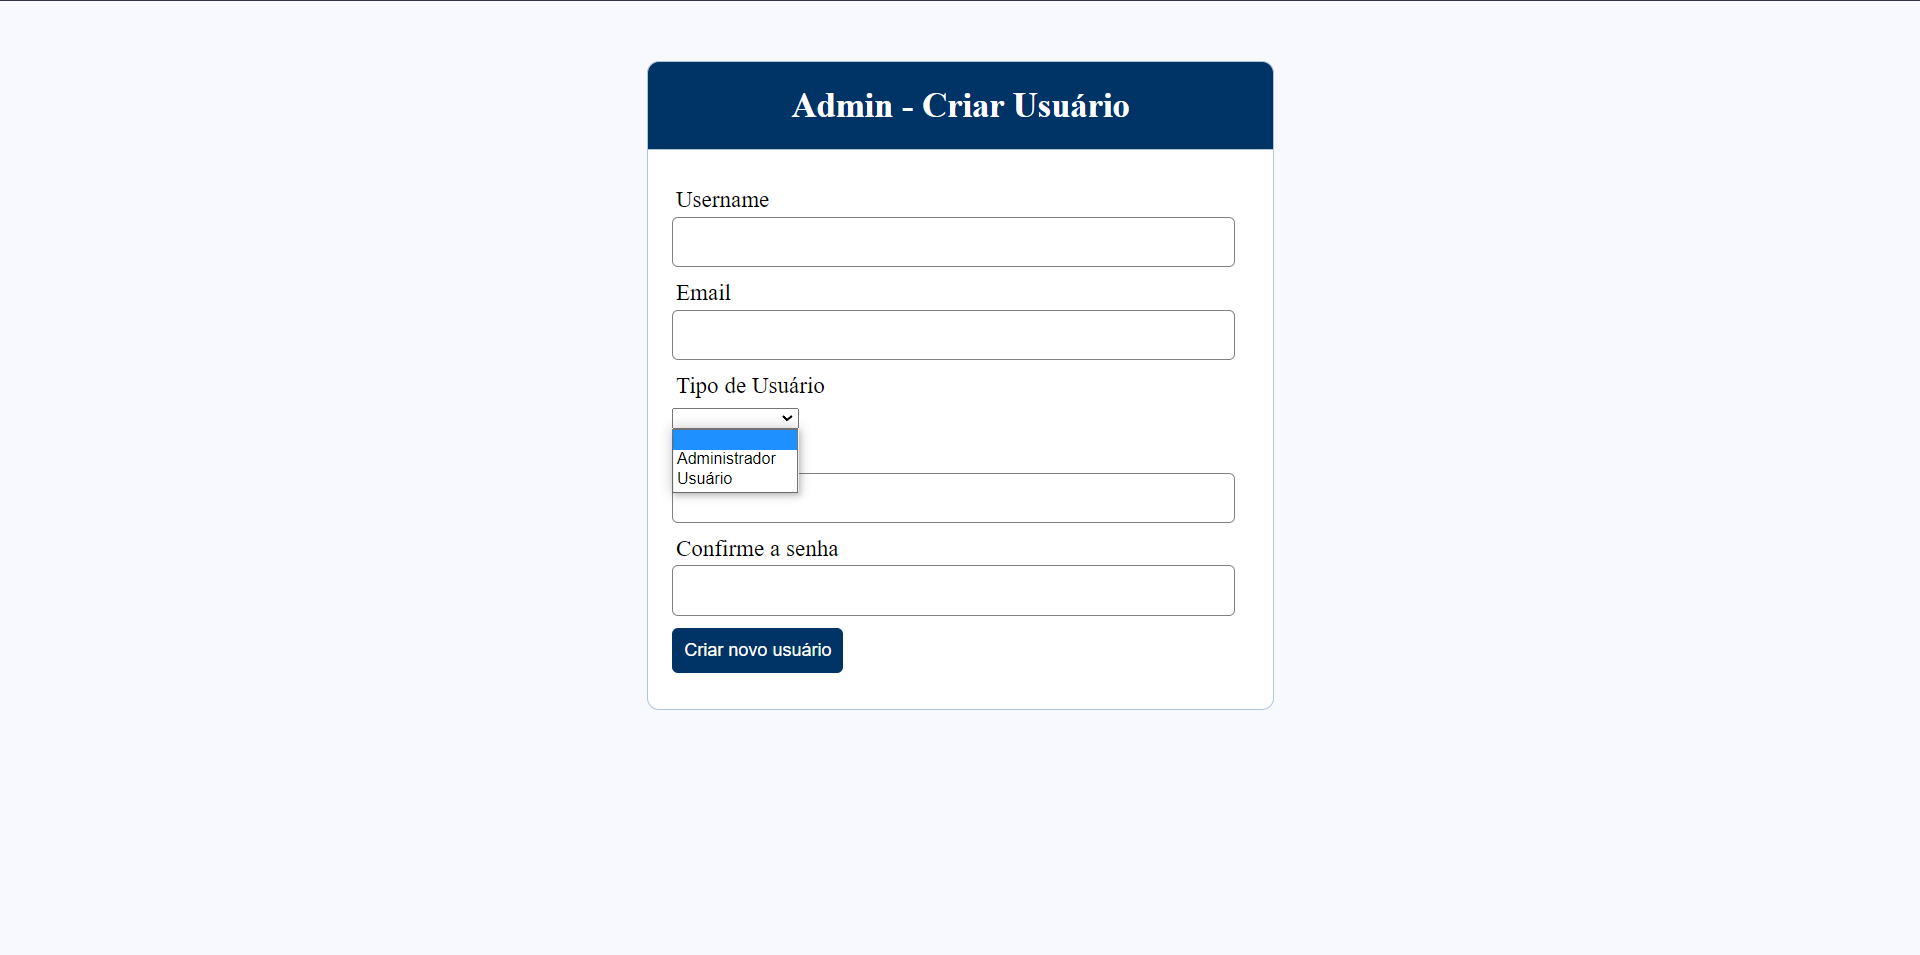 Admin - Criar Usuário
Username
Email
Tipo de Usuário
Administrador
Usuário
Confirme a senha
Criar novo usuário